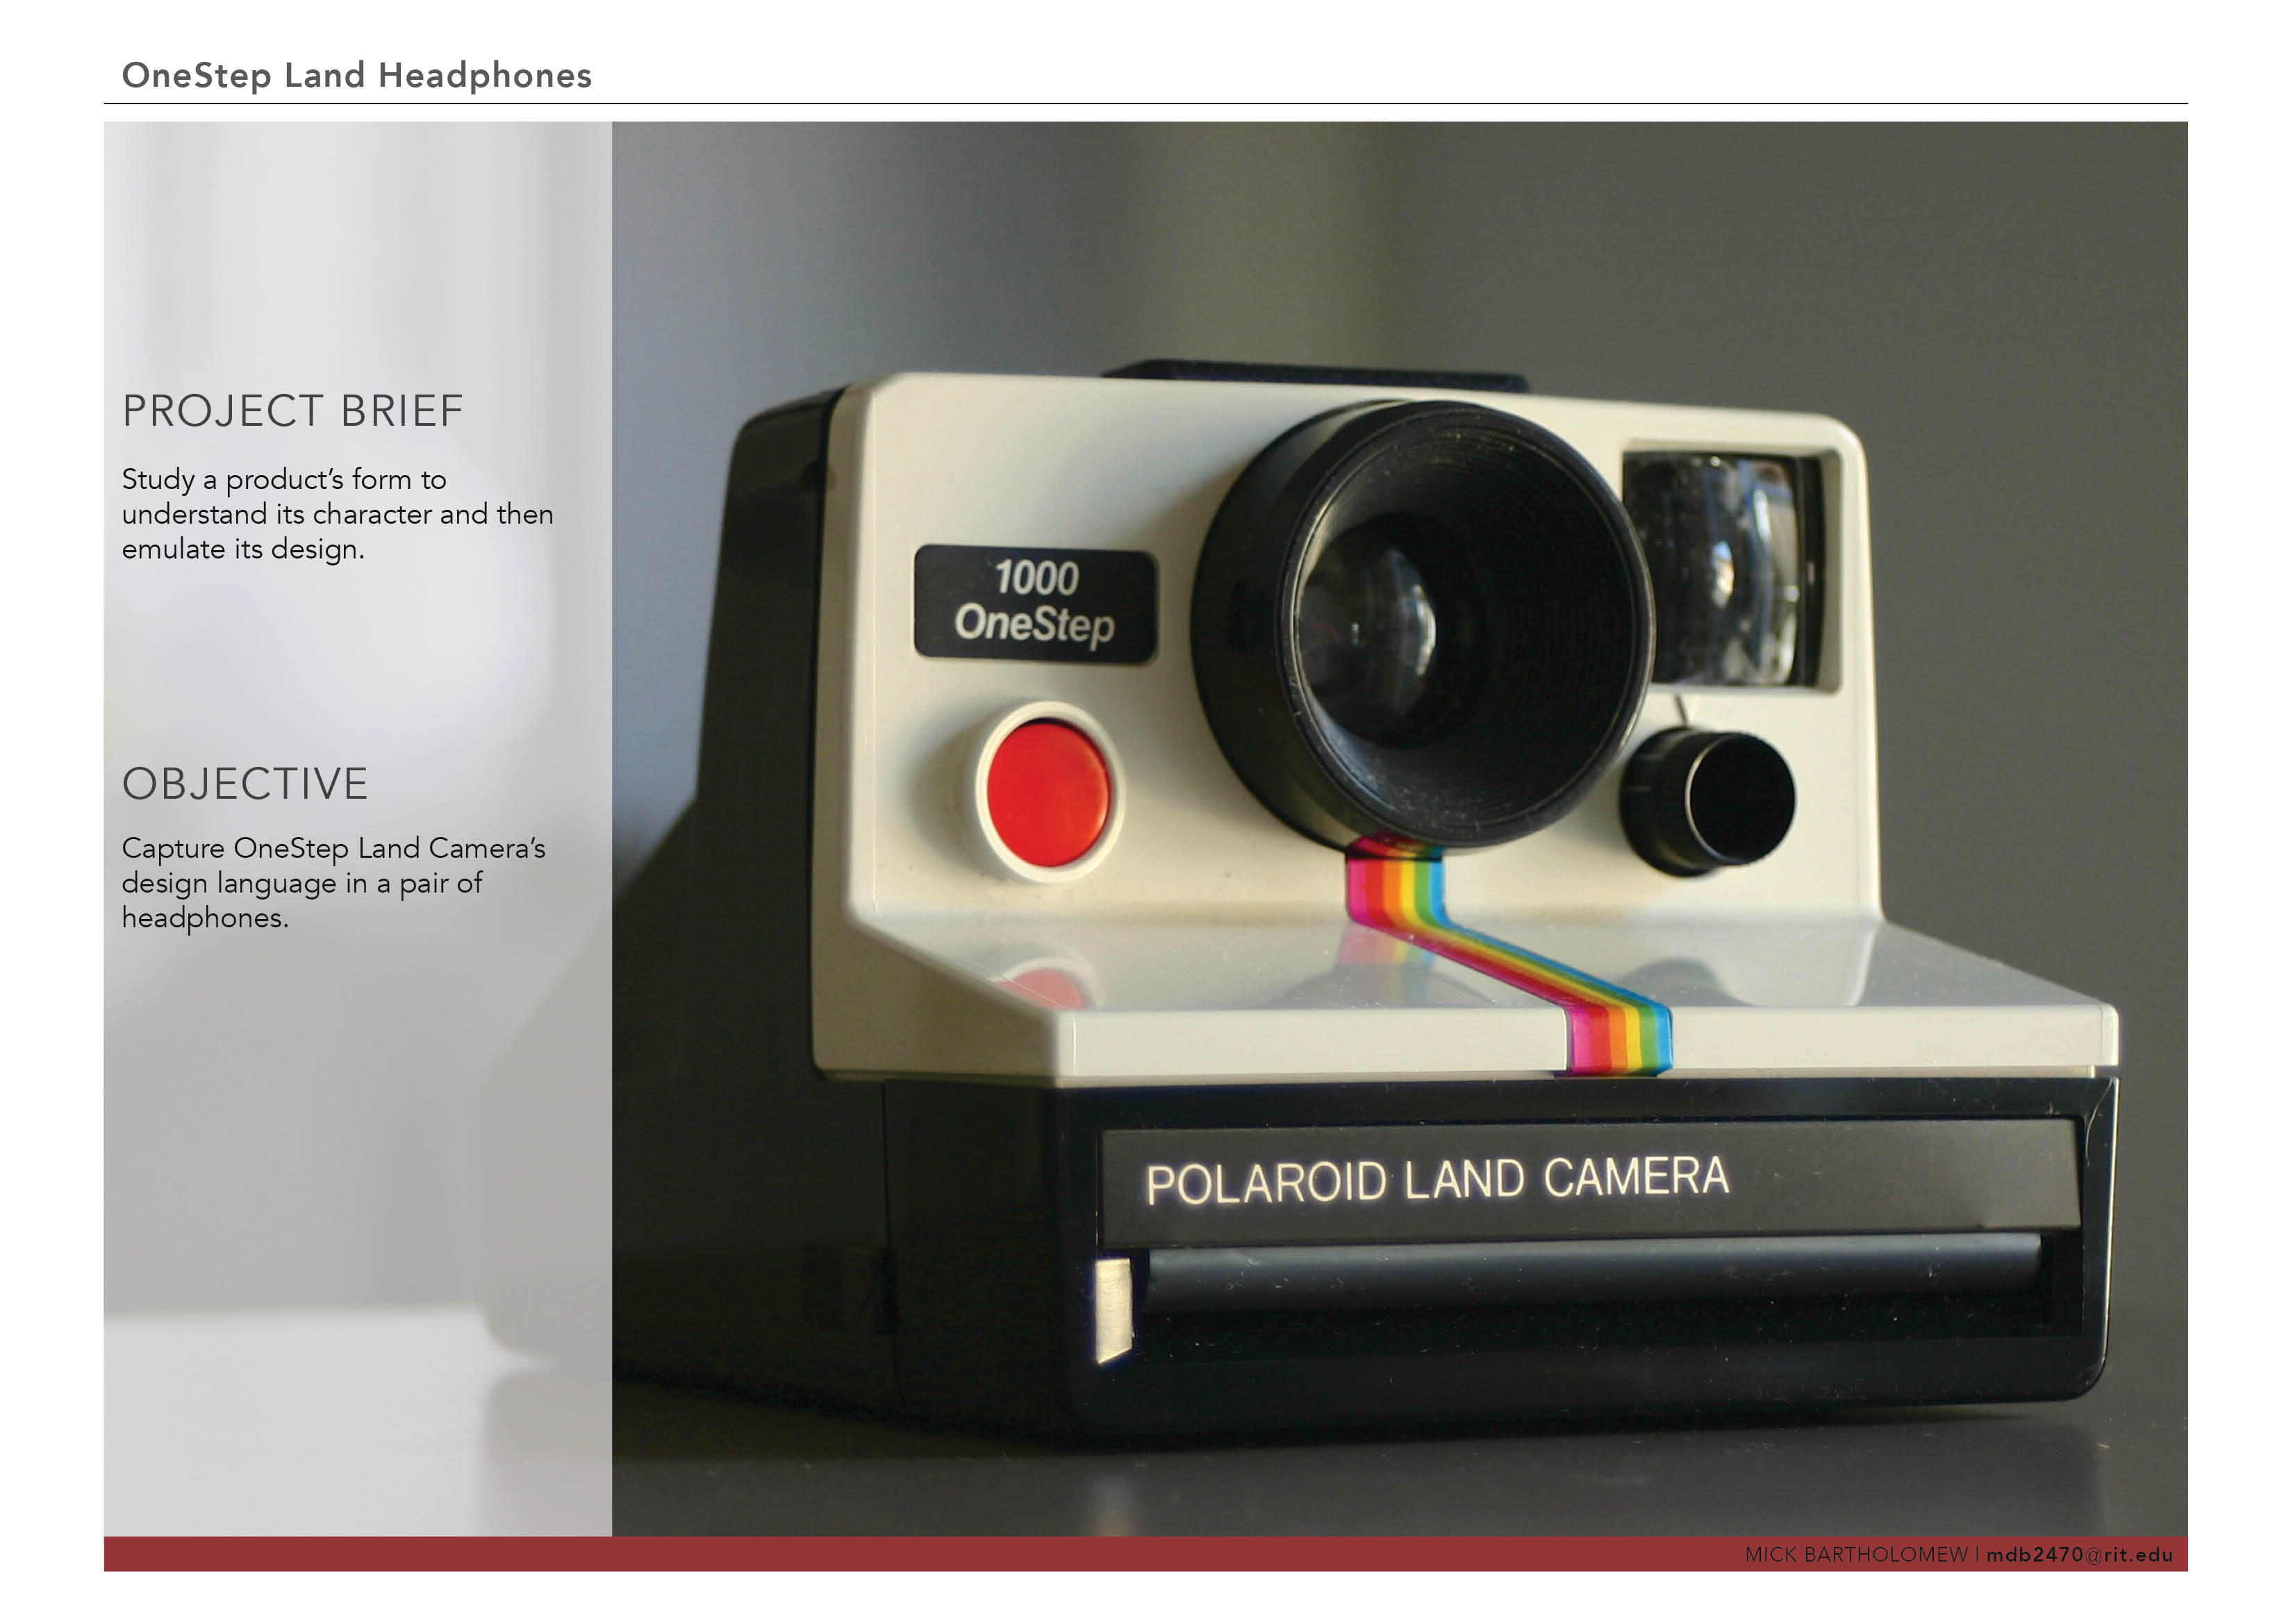 OneStep Land Headphones
PROJECT BRIEF
Study a product's form to
understand its character and then
emulate its design.
OBJECTIVE
Capture OneStep Land Camera's
design language in a pair of
headphones.
1000
OneStep
POLAROID LAND CAMERA
MICK BARTHOLOMEW | mdb2470@rit.edu